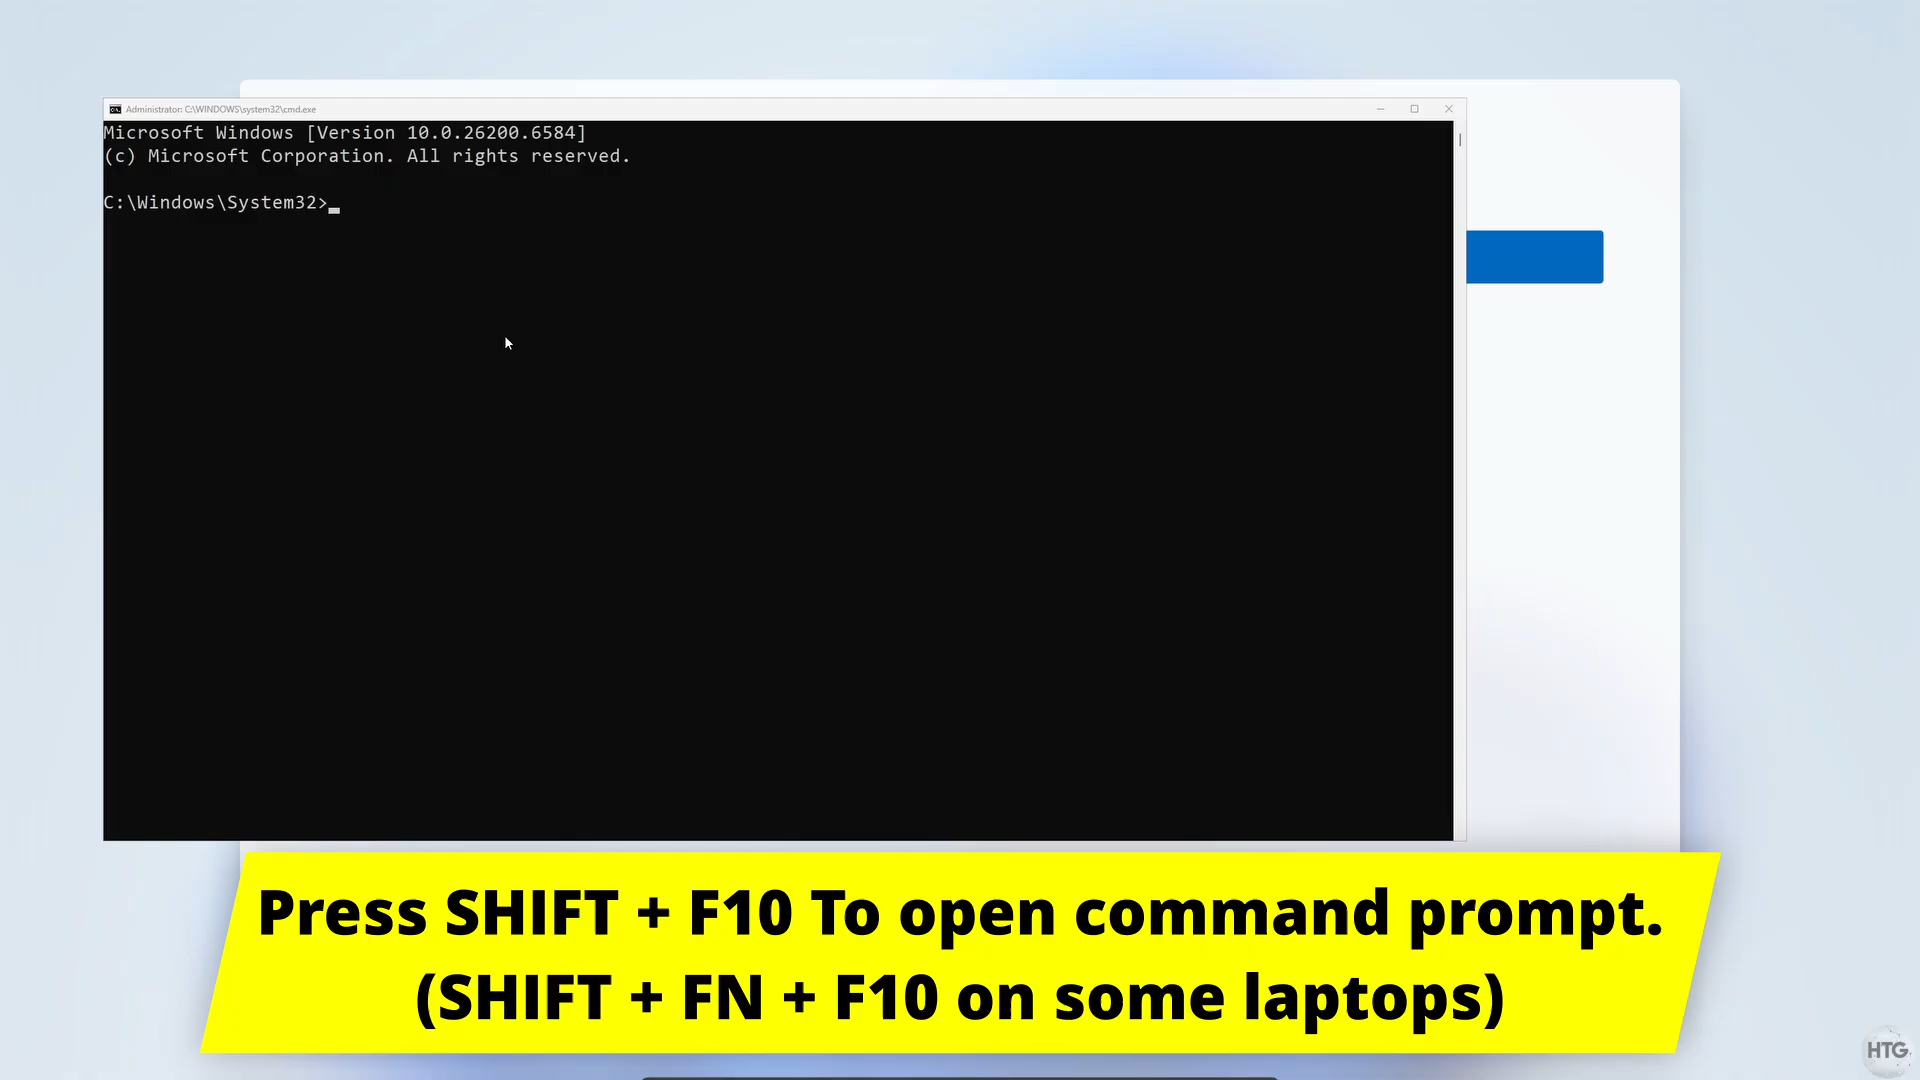 Administrator: C:\WINDOWS\system32\cmd.exe
Microsoft Windows [Version 10.0.26200.6584]
(c) Microsoft Corporation. All rights reserved.
C:\Windows\System32>
Press SHIFT + F10 To open command prompt.
(SHIFT + FN + F10 on some laptops)
HTG